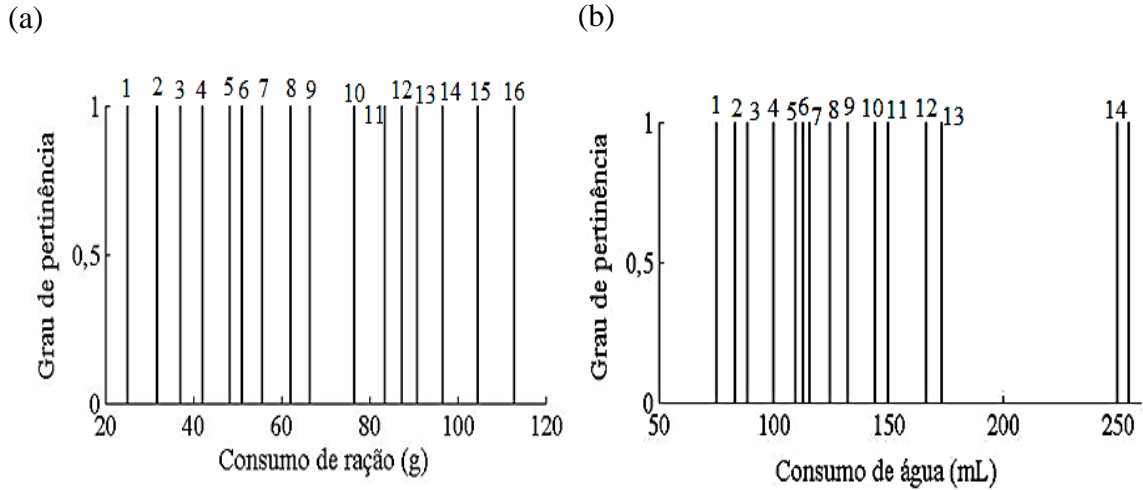 (a)
1 2 3 4 5 6 7 8 9 10 11 12 13 14 15 16
1
0,5
0
Grau de pertinência
20 40 60 80 100 120
Consumo de ração (g)
(b)
1 2 3 4 5 6 7 8 9 10 11 12 13 14
1
0,5
0
Grau de pertinência
50 100 150 200 250
Consumo de água (mL)